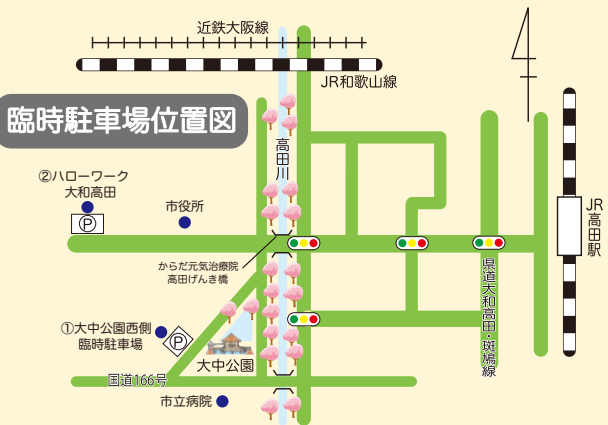 近鉄大阪線
JR和歌山線
臨時駐車場位置図
高田川
②ハローワーク
大和高田
P
市役所
JR
高田駅
からだ元気治療院
高田げんき橋
県道大和高田・斑鳩線
①大中公園西側
臨時駐車場
P
大中公園
国道166号
市立病院